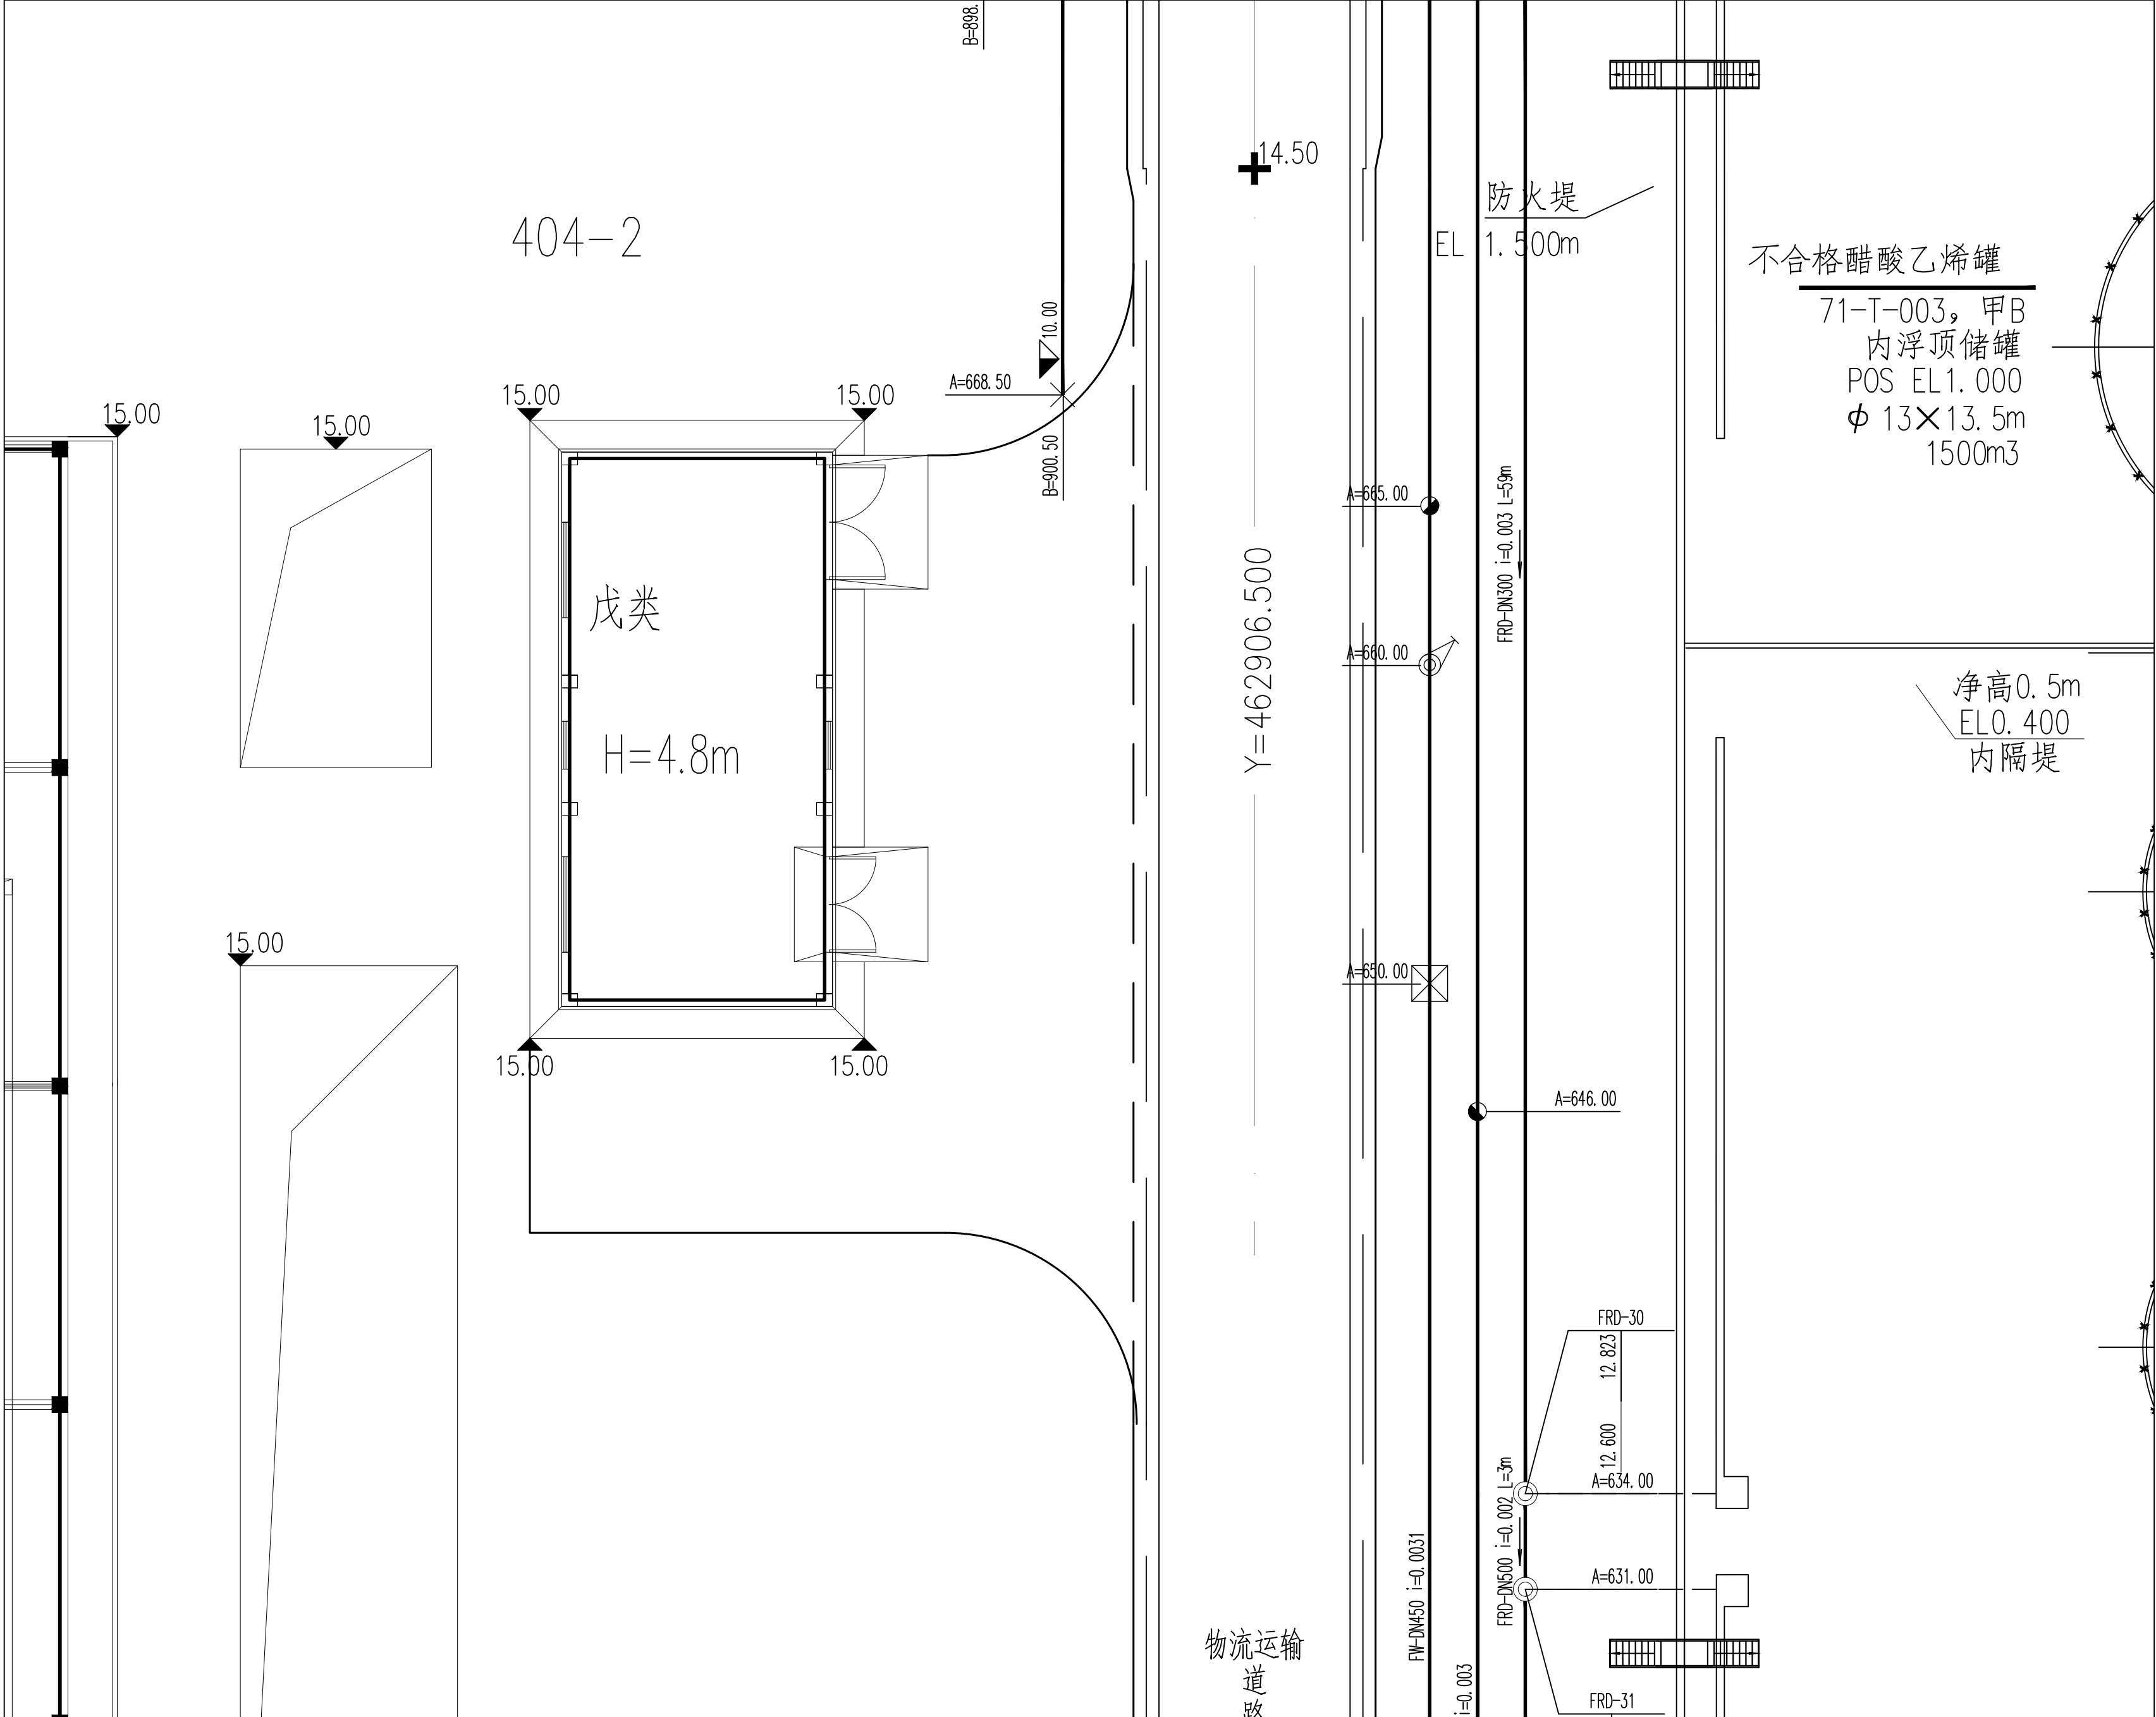 B=898.
14.50
防火堤
EL 1.500m
404-2
不合格醋酸乙烯罐
71-T-003，甲B
内浮顶储罐
POS EL1.000
φ 13×13.5m
1500m3
10.00
A=668.50
B=900.50
15.00
15.00
15.00
15.00
A=665.00
FRD-DN300 i=0.003 L=59m
戊类
H=4.8m
Y=462906.500
A=660.00
净高0.5m
EL0.400
内隔堤
15.00
A=650.00
15.00
15.00
A=646.00
FRD-30
12.823
12.600
A=634.00
FRD-DN500 i=0.002 L=3m
A=631.00
FW-DN450 i=0.0031
i=0.003
物流运输
道
路
FRD-31